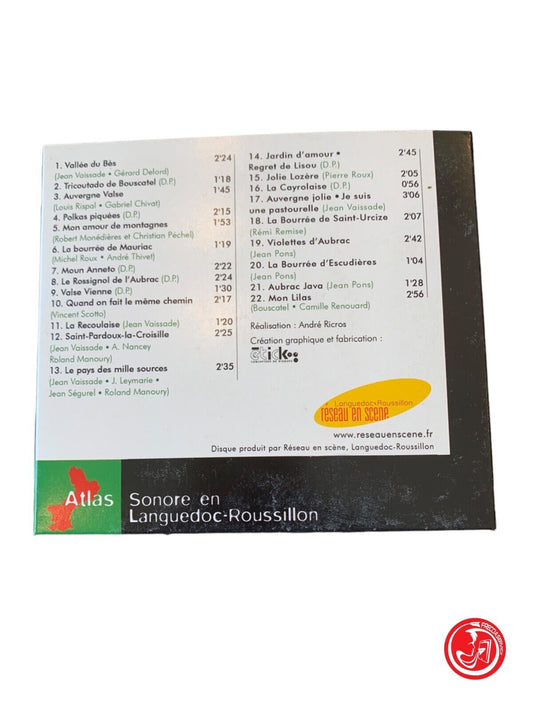 1. Vallée du Bès 2'24
(Jean Vaissade • Gérard Delord)
2. Tricoutado de Bouscatel (D.P.) 1'18
3. Auvergne Valse 1'45
(Louis Rispal • Gabriel Chivat)
4. Polkas piquées (D.P.) 2'15
5. Mon amour de montagnes 1'53
(Robert Monédières et Christian Péchel)
6. La bourrée de Mauriac 1'19
(Michel Roux • André Thivet)
7. Moun Anneto (D.P.) 2'22
8. Le Rossignol de l'Aubrac (D.P.) 2'24
9. Valse Vienne (D.P.) 1'30
10. Quand on fait le même chemin 2'17
(Vincent Scotto)
11. La Recoulaise (Jean Vaissade) 1'20
12. Saint-Pardoux-la-Croisille 2'25
(Jean Vaissade • A. Nancey
Roland Manoury)
13. Le pays des mille sources 2'35
(Jean Vaissade • J. Leymarie •
Jean Ségurel • Roland Manoury)
14. Jardin d'amour • 2'45
Regret de Lisou (D.P.)
15. Jolie Lozère (Pierre Roux) 2'05
16. La Cayrolaise (D.P.) 0'56
17. Auvergne jolie • Je suis 3'06
une pastourelle (Jean Vaissade)
18. La Bourrée de Saint-Urcize 2'07
(Rémi Remise)
19. Violettes d'Aubrac 2'42
(Jean Pons)
20. La Bourrée d'Escudières 1'04
(Jean Pons)
21. Aubrac Java (Jean Pons) 1'28
22. Mon Lilas 2'56
(Bouscatel • Camille Renouard)
Réalisation : André Ricros
Création graphique et fabrication :
Languedoc-Roussillon
réseau en scène
www.reseauenscene.fr
Disque produit par Réseau en scène, Languedoc-Roussillon
Atlas Sonore en
Languedoc-Roussillon